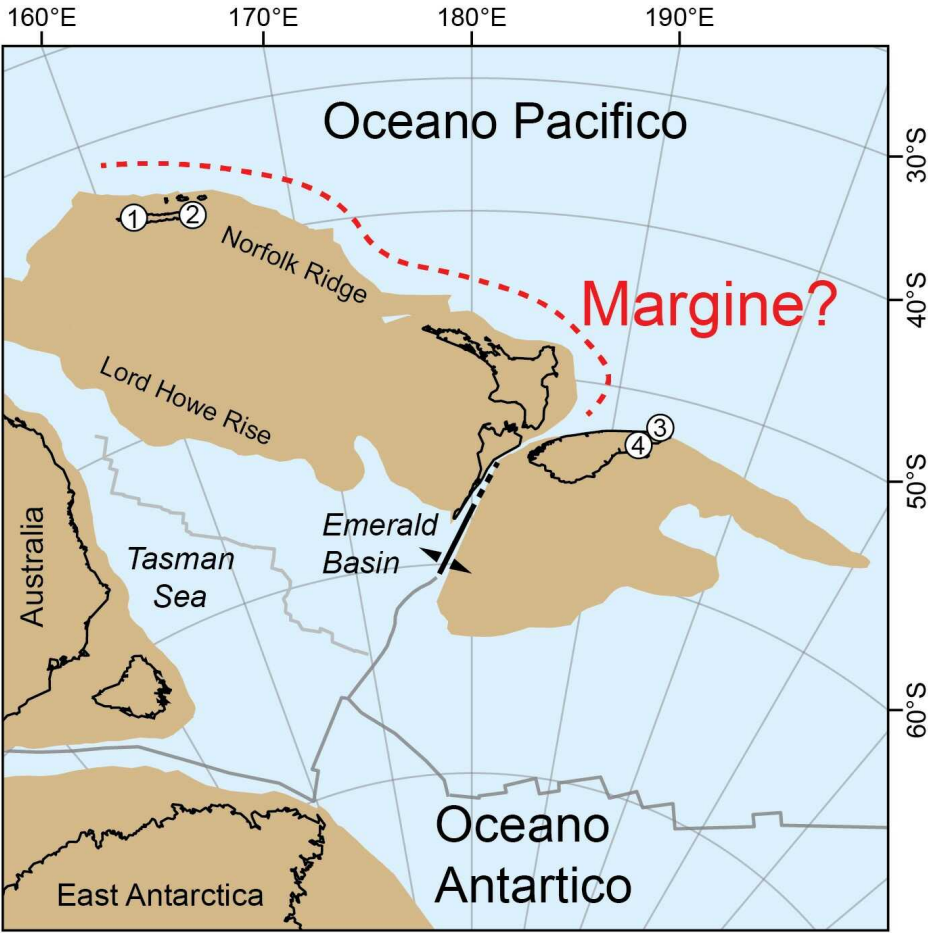 160°E 170°E 180°E 190°E
Oceano Pacifico
30°S
1 2
Norfolk Ridge
Margine?
40°S
Lord Howe Rise
3
4
50°S
Australia
Emerald
Basin
Tasman
Sea
60°S
Oceano
Antartico
East Antarctica